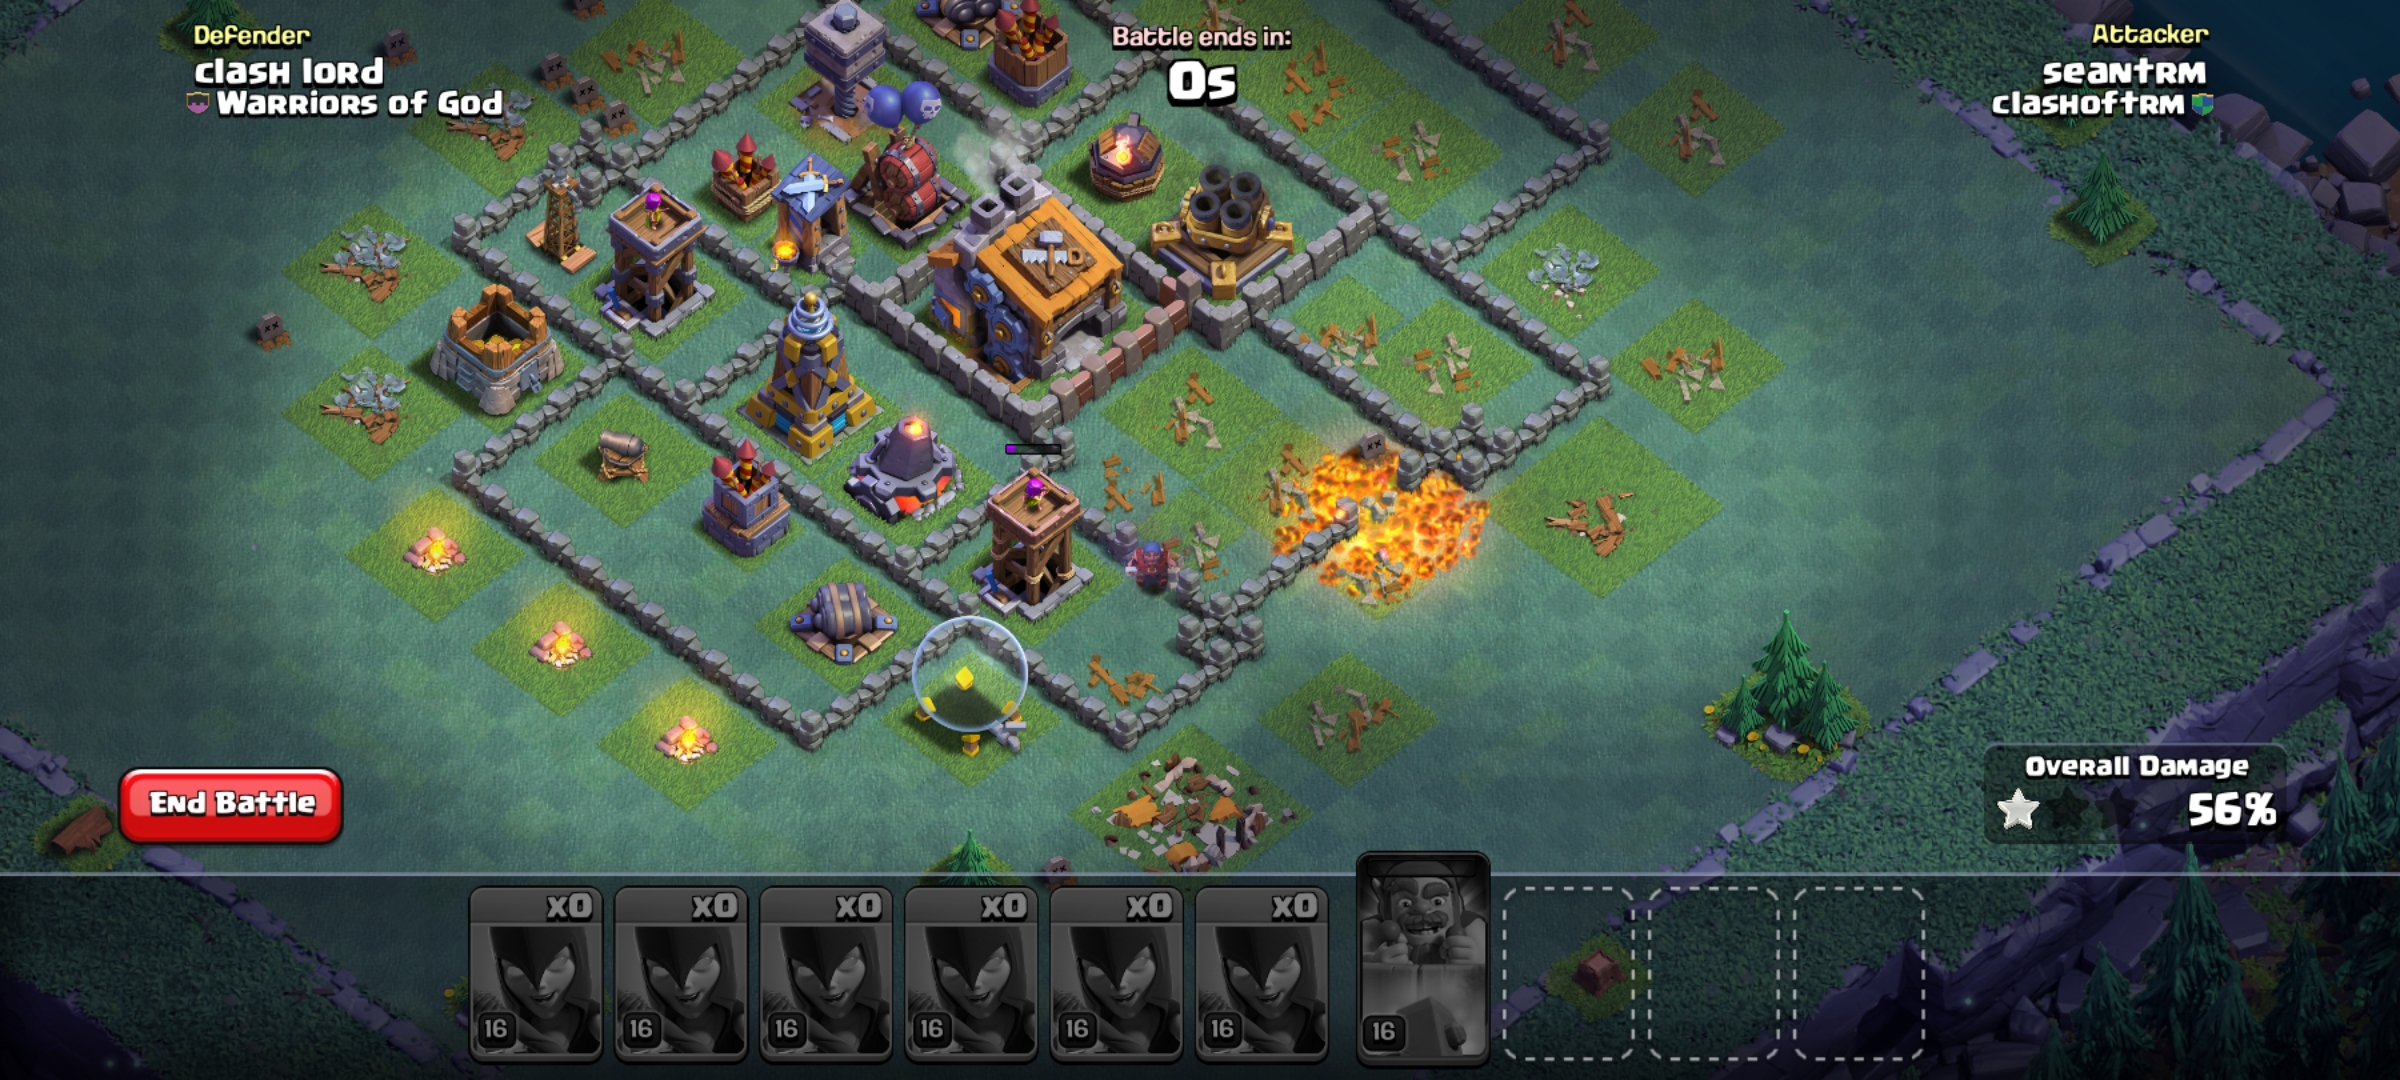 Defender
clash lord
Warriors of God
Battle ends in:
0s
Attacker
seantrm
clashoftrm
End Battle
Overall Damage
56%
x0
x0
x0
x0
x0
x0
16
16
16
16
16
16
16